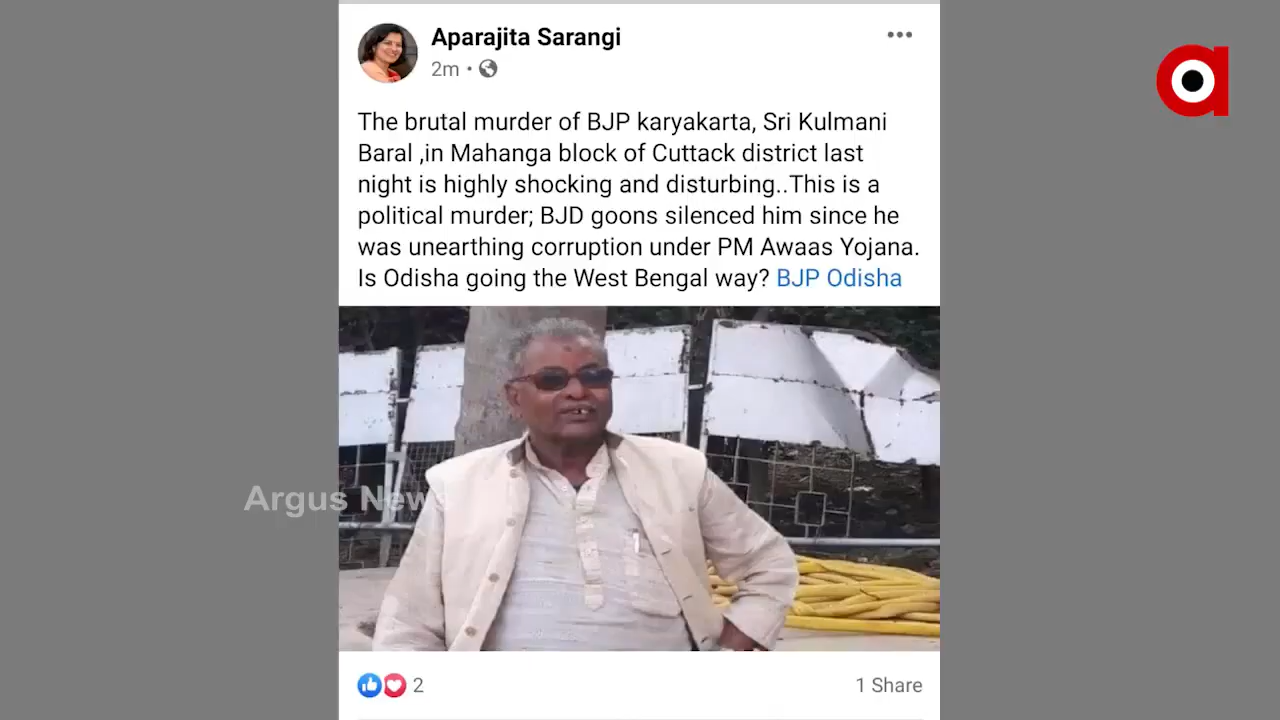 Aparajita Sarangi
2m
The brutal murder of BJP karyakarta, Sri Kulmani
Baral ,in Mahanga block of Cuttack district last
night is highly shocking and disturbing..This is a
political murder; BJD goons silenced him since he
was unearthing corruption under PM Awaas Yojana.
Is Odisha going the West Bengal way? BJP Odisha
Argus News
2
1 Share